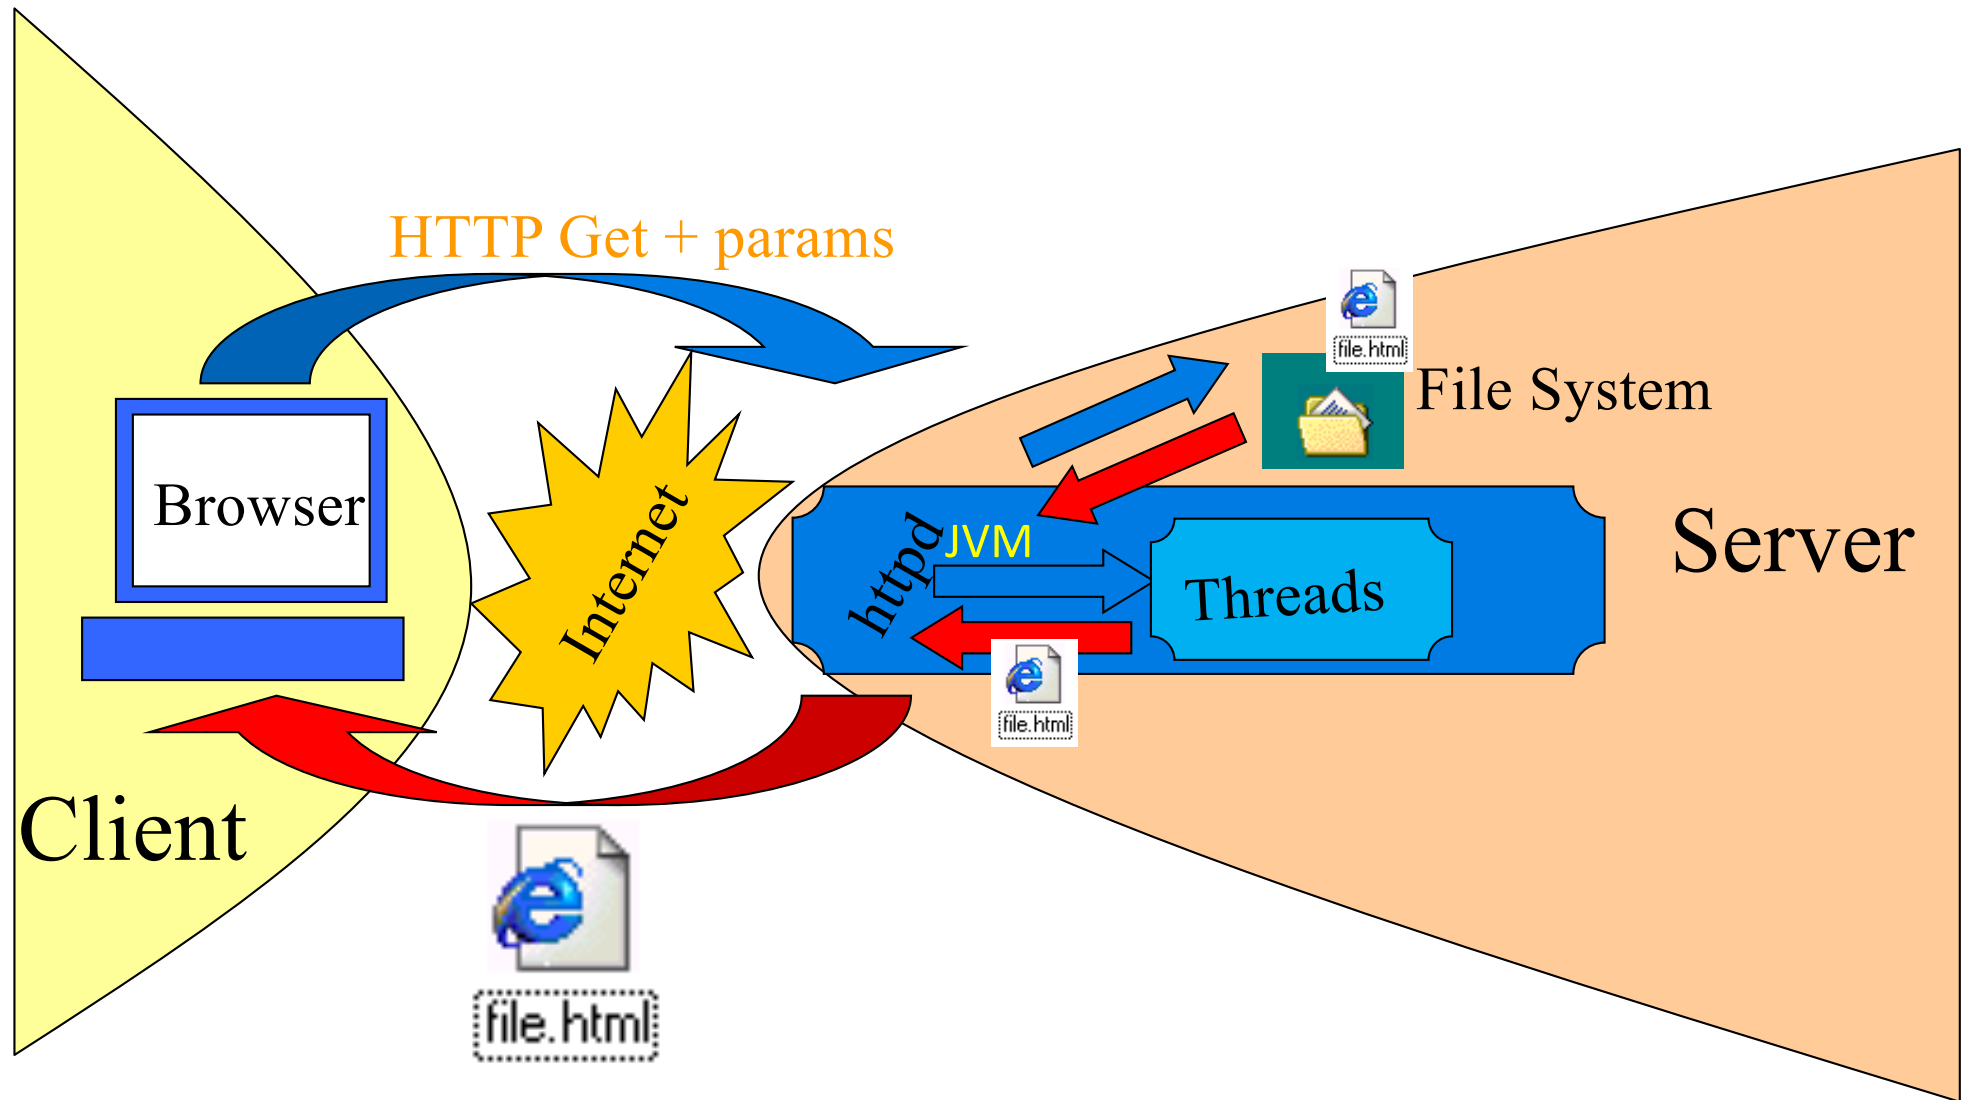 HTTP Get + params
file.html
File System
Browser
Internet
httpd
JVM
Threads
Server
file.html
Client
file.html